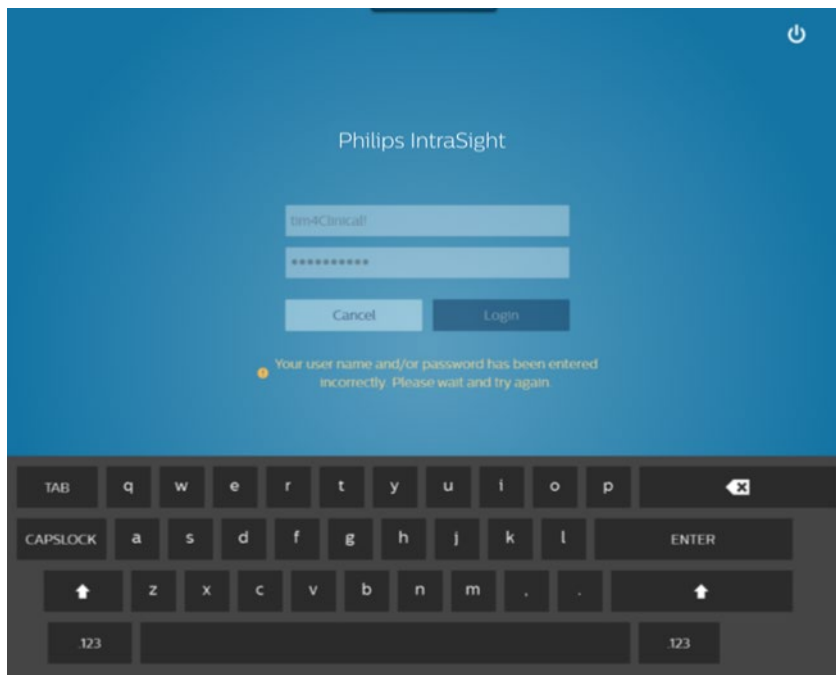 Philips IntraSight
tim4Clinical!
••••••••••
Cancel Login
Your user name and/or password has been entered
incorrectly. Please wait and try again.
TAB q w e r t y u i o p
CAPSLOCK a s d f g h j k l ENTER
z x c v b n m , .
.123 .123